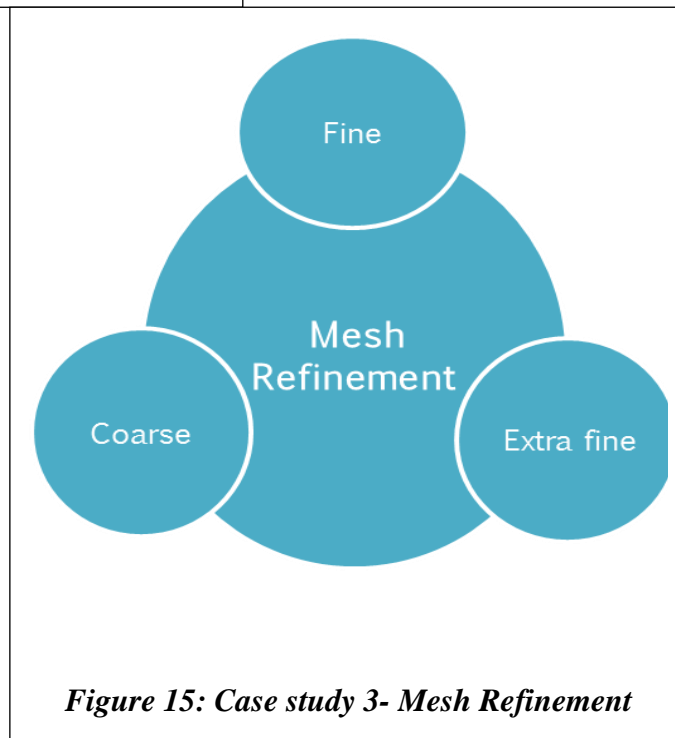 Fine
Mesh
Refinement
Coarse
Extra fine
Figure 15: Case study 3- Mesh Refinement